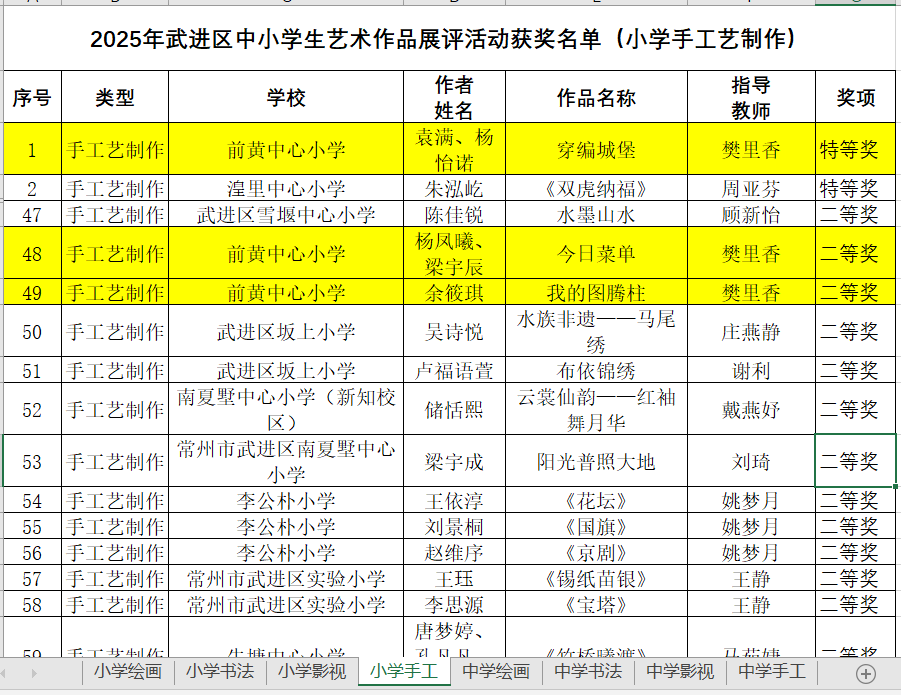 2025年武进区中小学生艺术作品展评活动获奖名单（小学手工艺制作）
序号 类型 学校 作者姓名 作品名称 指导教师 奖项
1 手工艺制作 前黄中心小学 袁满、杨怡诺 穿编城堡 樊里香 特等奖
2 手工艺制作 湟里中心小学 朱泓屹 《双虎纳福》 周亚芬 特等奖
47 手工艺制作 武进区雪堰中心小学 陈佳锐 水墨山水 顾新怡 二等奖
48 手工艺制作 前黄中心小学 杨凤曦、梁宇辰 今日菜单 樊里香 二等奖
49 手工艺制作 前黄中心小学 余筱琪 我的图腾柱 樊里香 二等奖
50 手工艺制作 武进区坂上小学 吴诗悦 水族非遗——马尾绣 庄燕静 二等奖
51 手工艺制作 武进区坂上小学 卢福语萱 布依锦绣 谢利 二等奖
52 手工艺制作 南夏墅中心小学（新知校区） 储恬熙 云裳仙韵——红袖舞月华 戴燕妤 二等奖
53 手工艺制作 常州市武进区南夏墅中心小学 梁宇成 阳光普照大地 刘琦 二等奖
54 手工艺制作 李公朴小学 王依淳 《花坛》 姚梦月 二等奖
55 手工艺制作 李公朴小学 刘景桐 《国旗》 姚梦月 二等奖
56 手工艺制作 李公朴小学 赵维序 《京剧》 姚梦月 二等奖
57 手工艺制作 常州市武进区实验小学 王珏 《锡纸苗银》 王静 二等奖
58 手工艺制作 常州市武进区实验小学 李思源 《宝塔》 王静 二等奖
59 手工艺制作 唐梦婷、 二等奖
小学绘画 小学书法 小学影视 小学手工 中学绘画 中学书法 中学影视 中学手工